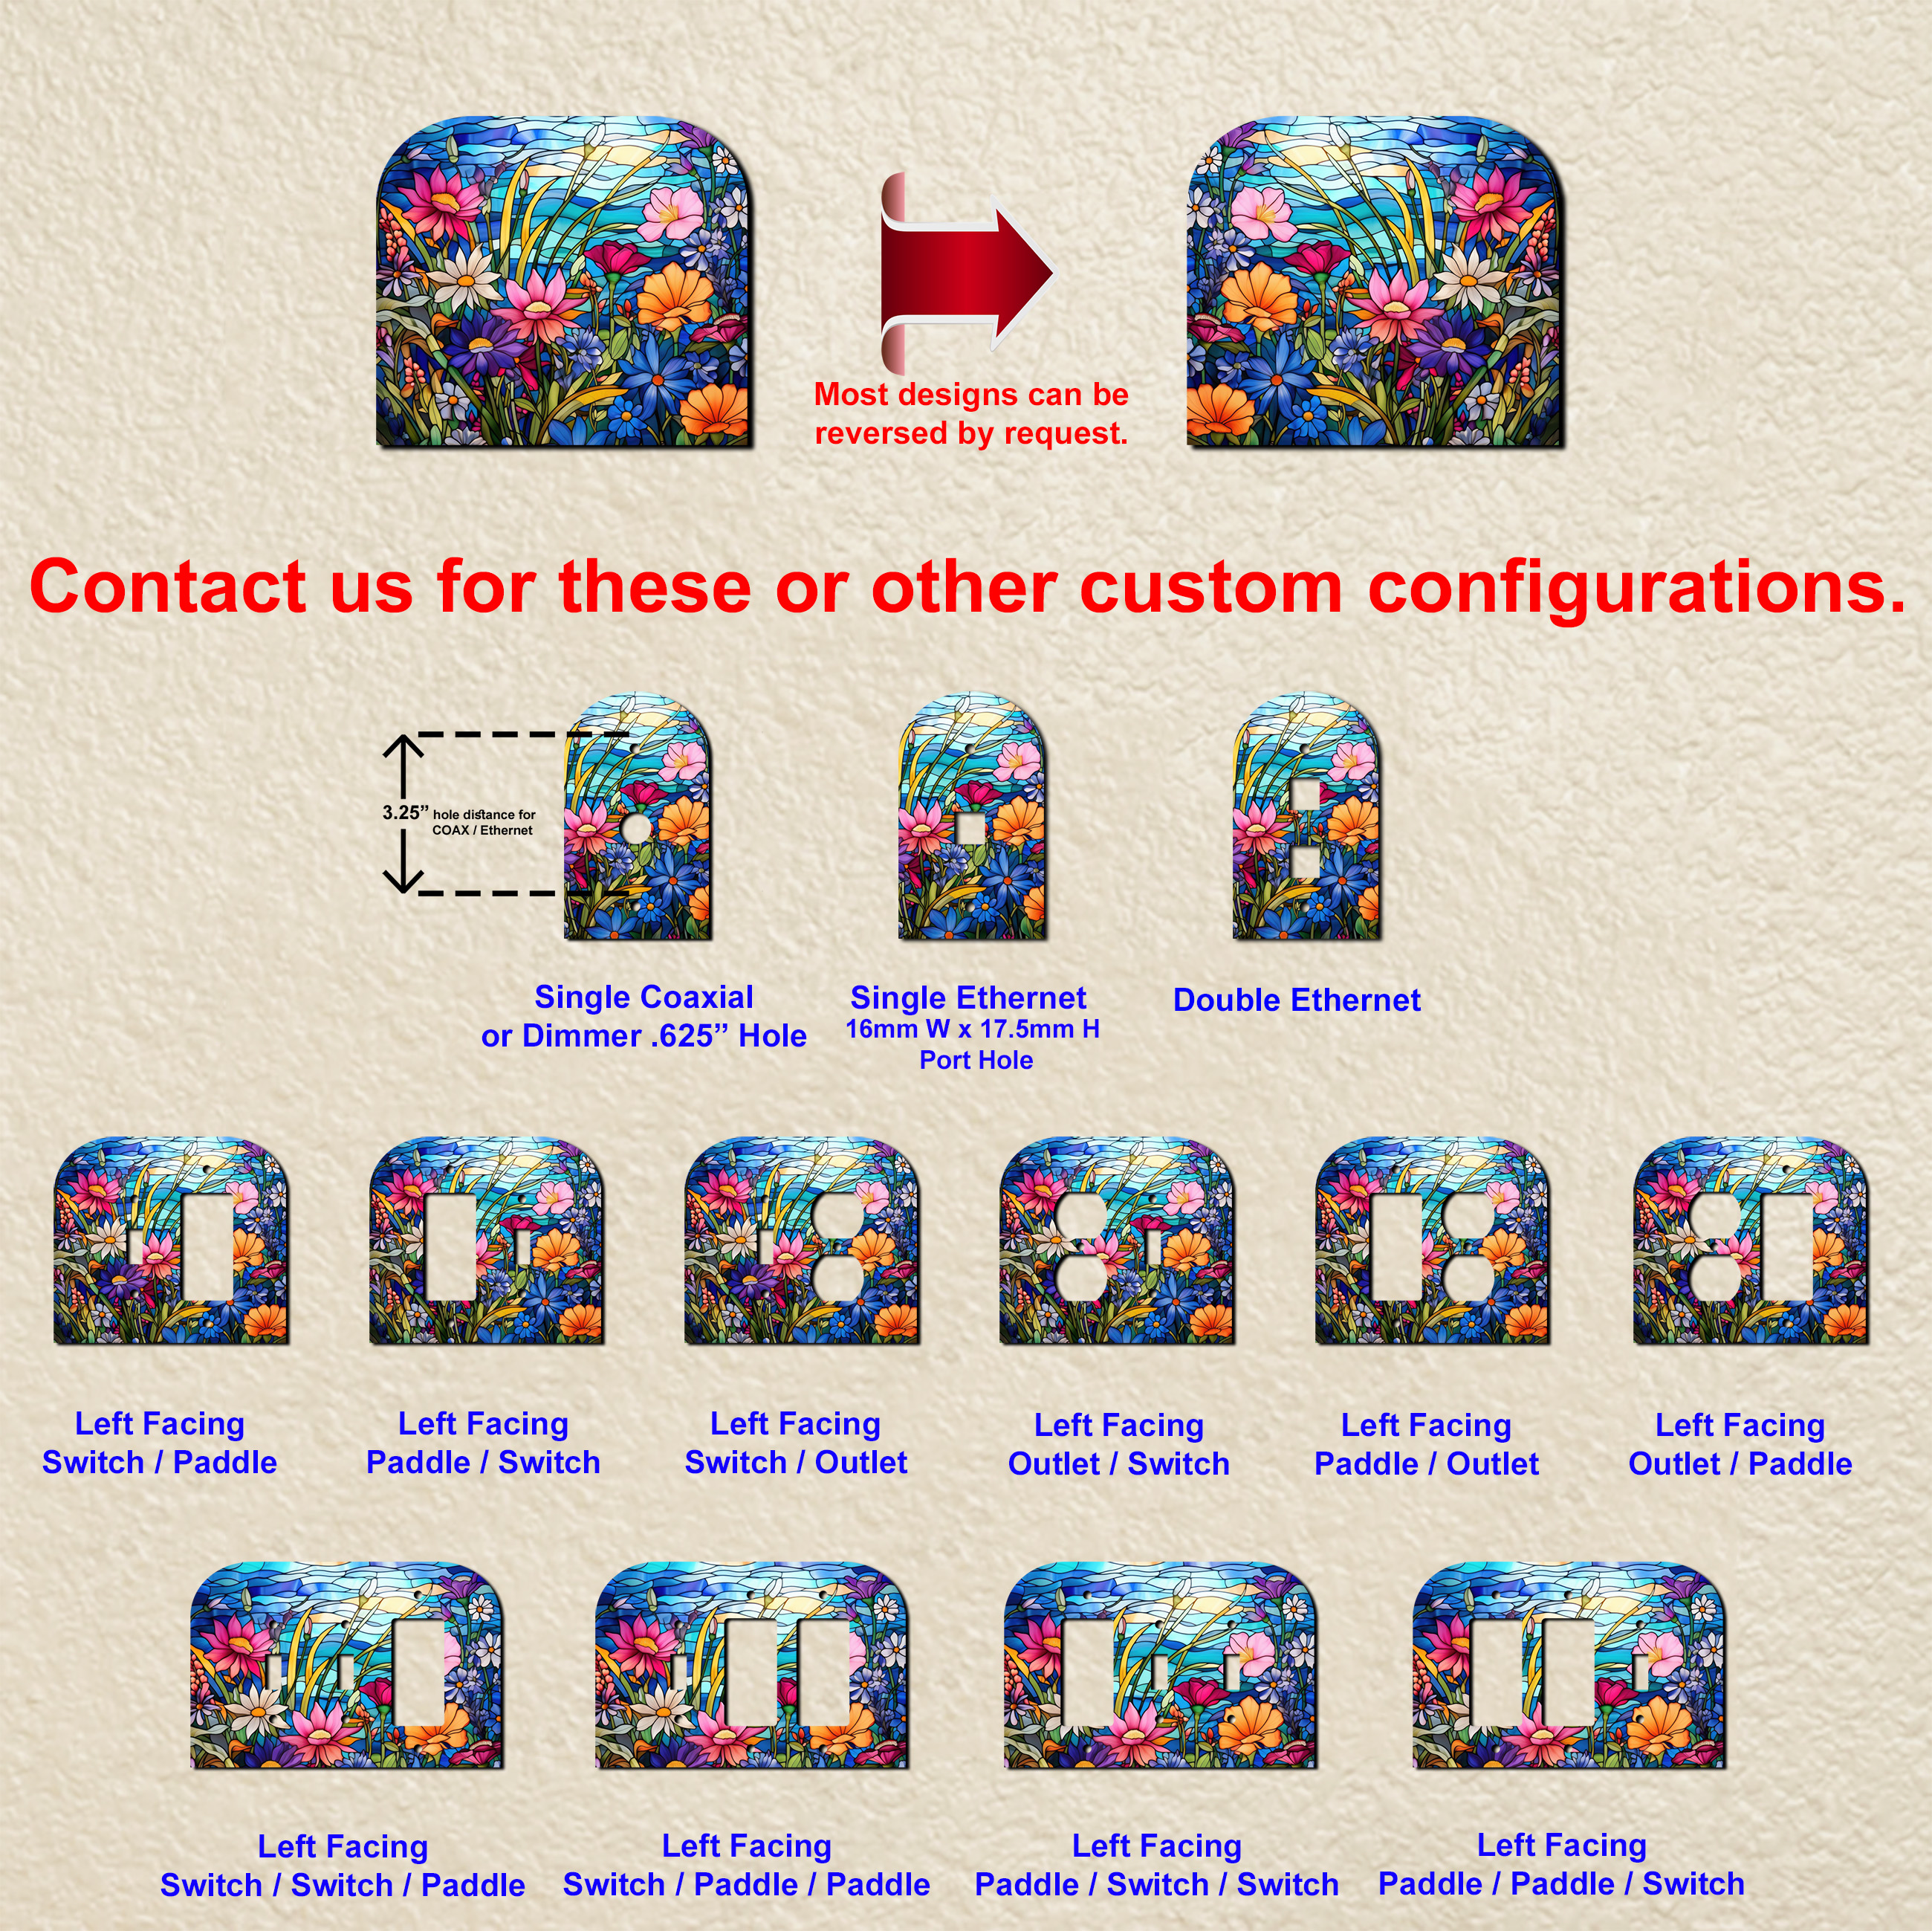 Most designs can be
reversed by request.
Contact us for these or other custom configurations.
3.25” hole distance for
COAX / Ethernet
Single Coaxial
or Dimmer .625” Hole
Single Ethernet
16mm W x 17.5mm H
Port Hole
Double Ethernet
Left Facing
Switch / Paddle
Left Facing
Paddle / Switch
Left Facing
Switch / Outlet
Left Facing
Outlet / Switch
Left Facing
Paddle / Outlet
Left Facing
Outlet / Paddle
Left Facing
Switch / Switch / Paddle
Left Facing
Switch / Paddle / Paddle
Left Facing
Paddle / Switch / Switch
Left Facing
Paddle / Paddle / Switch